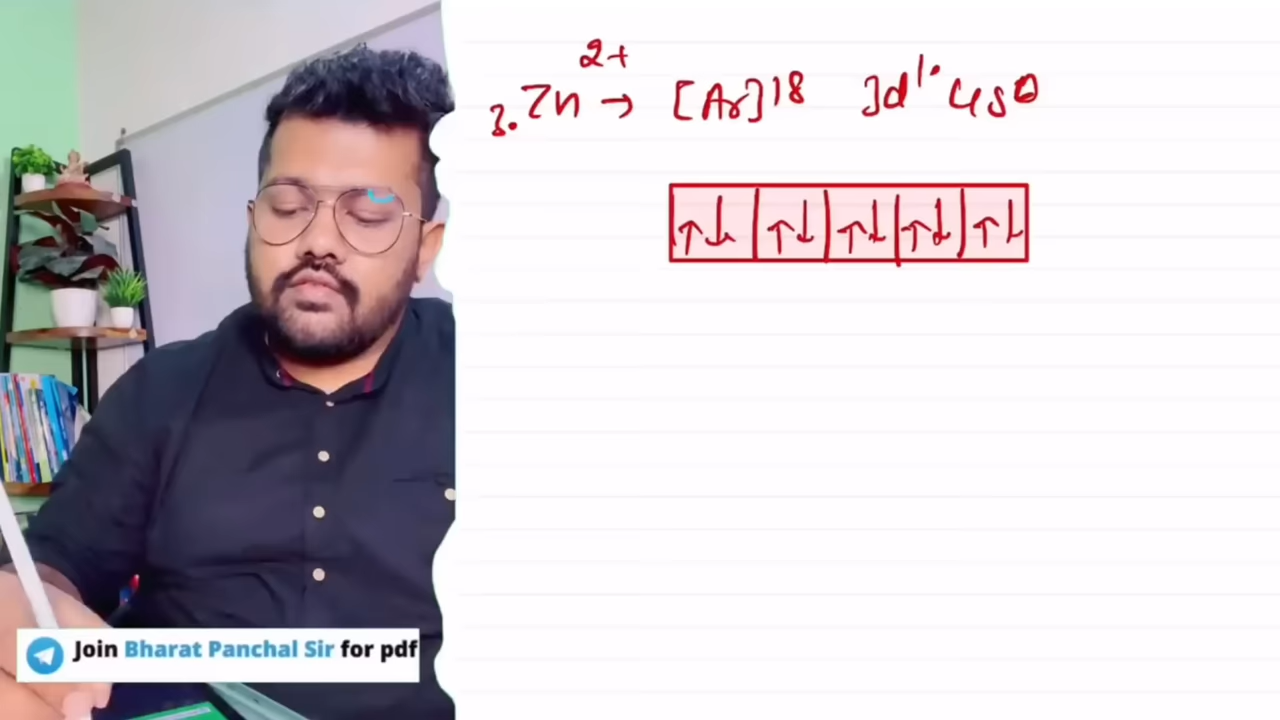 2+
3. Zn → [Ar]18 3d10 4s0
↑↓ ↑↓ ↑↓ ↑↓ ↑↓
Join Bharat Panchal Sir for pdf